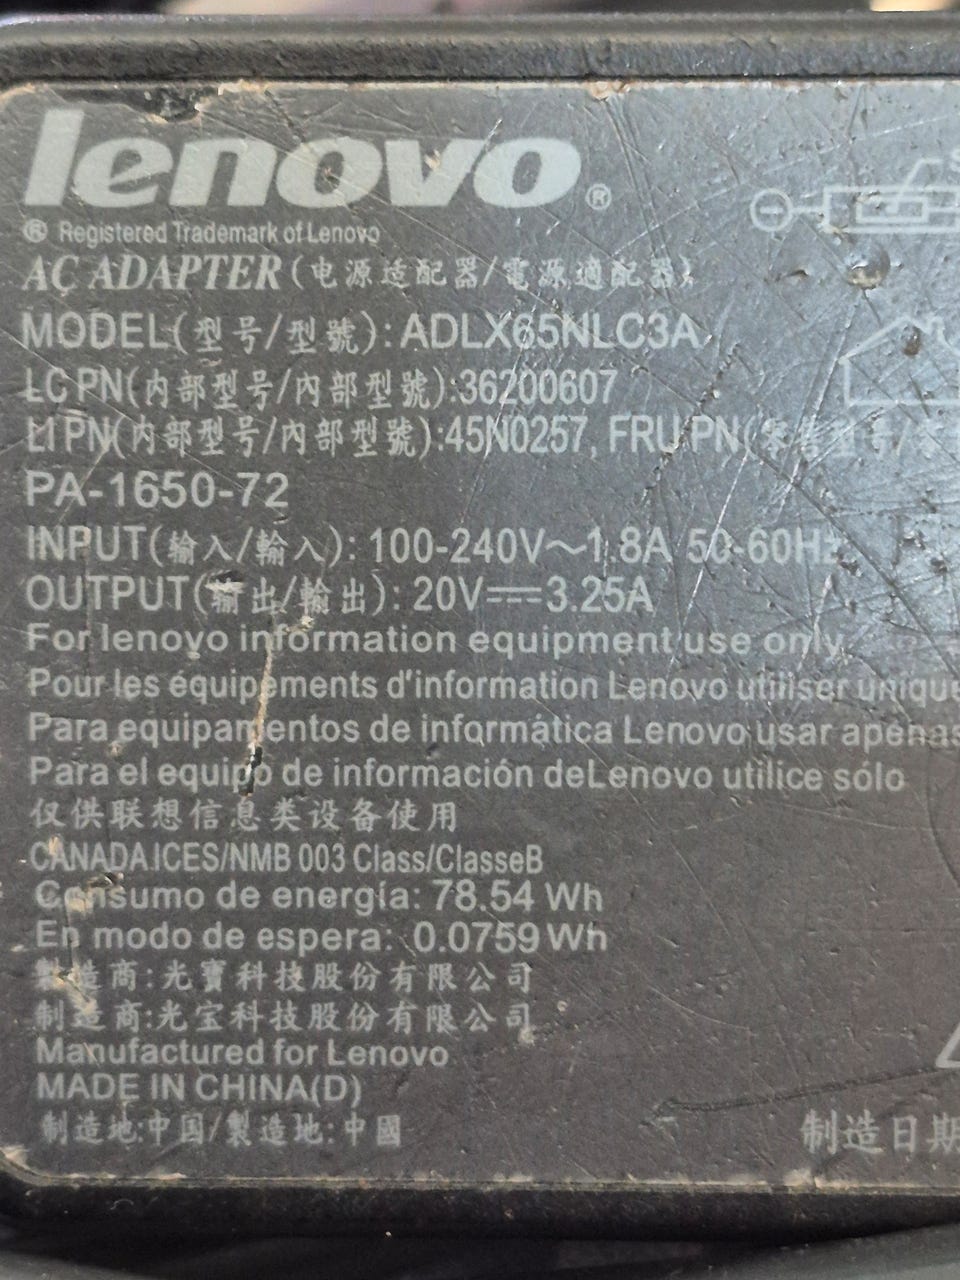 lenovo®
® Registered Trademark of Lenovo
AC ADAPTER(电源适配器/電源適配器)
MODEL(型号/型號): ADLX65NLC3A
LC PN(内部型号/內部型號):36200607
LI PN(内部型号/內部型號):45N0257, FRU PN(
PA-1650-72
INPUT(输入/輸入): 100-240V～1.8A 50-60Hz
OUTPUT(输出/輸出): 20V⎓3.25A
For lenovo information equipment use only.
Pour les équipements d'information Lenovo utiliser
Para equipamentos de informática Lenovo usar apenas
Para el equipo de información deLenovo utilice sólo
仅供联想信息类设备使用
CANADA ICES/NMB 003 Class/ClasseB
Consumo de energía: 78.54 Wh
En modo de espera: 0.0759 Wh
製造商:光寶科技股份有限公司
制造商:光宝科技股份有限公司
Manufactured for Lenovo
MADE IN CHINA(D)
制造地:中国/製造地:中國
制造日期